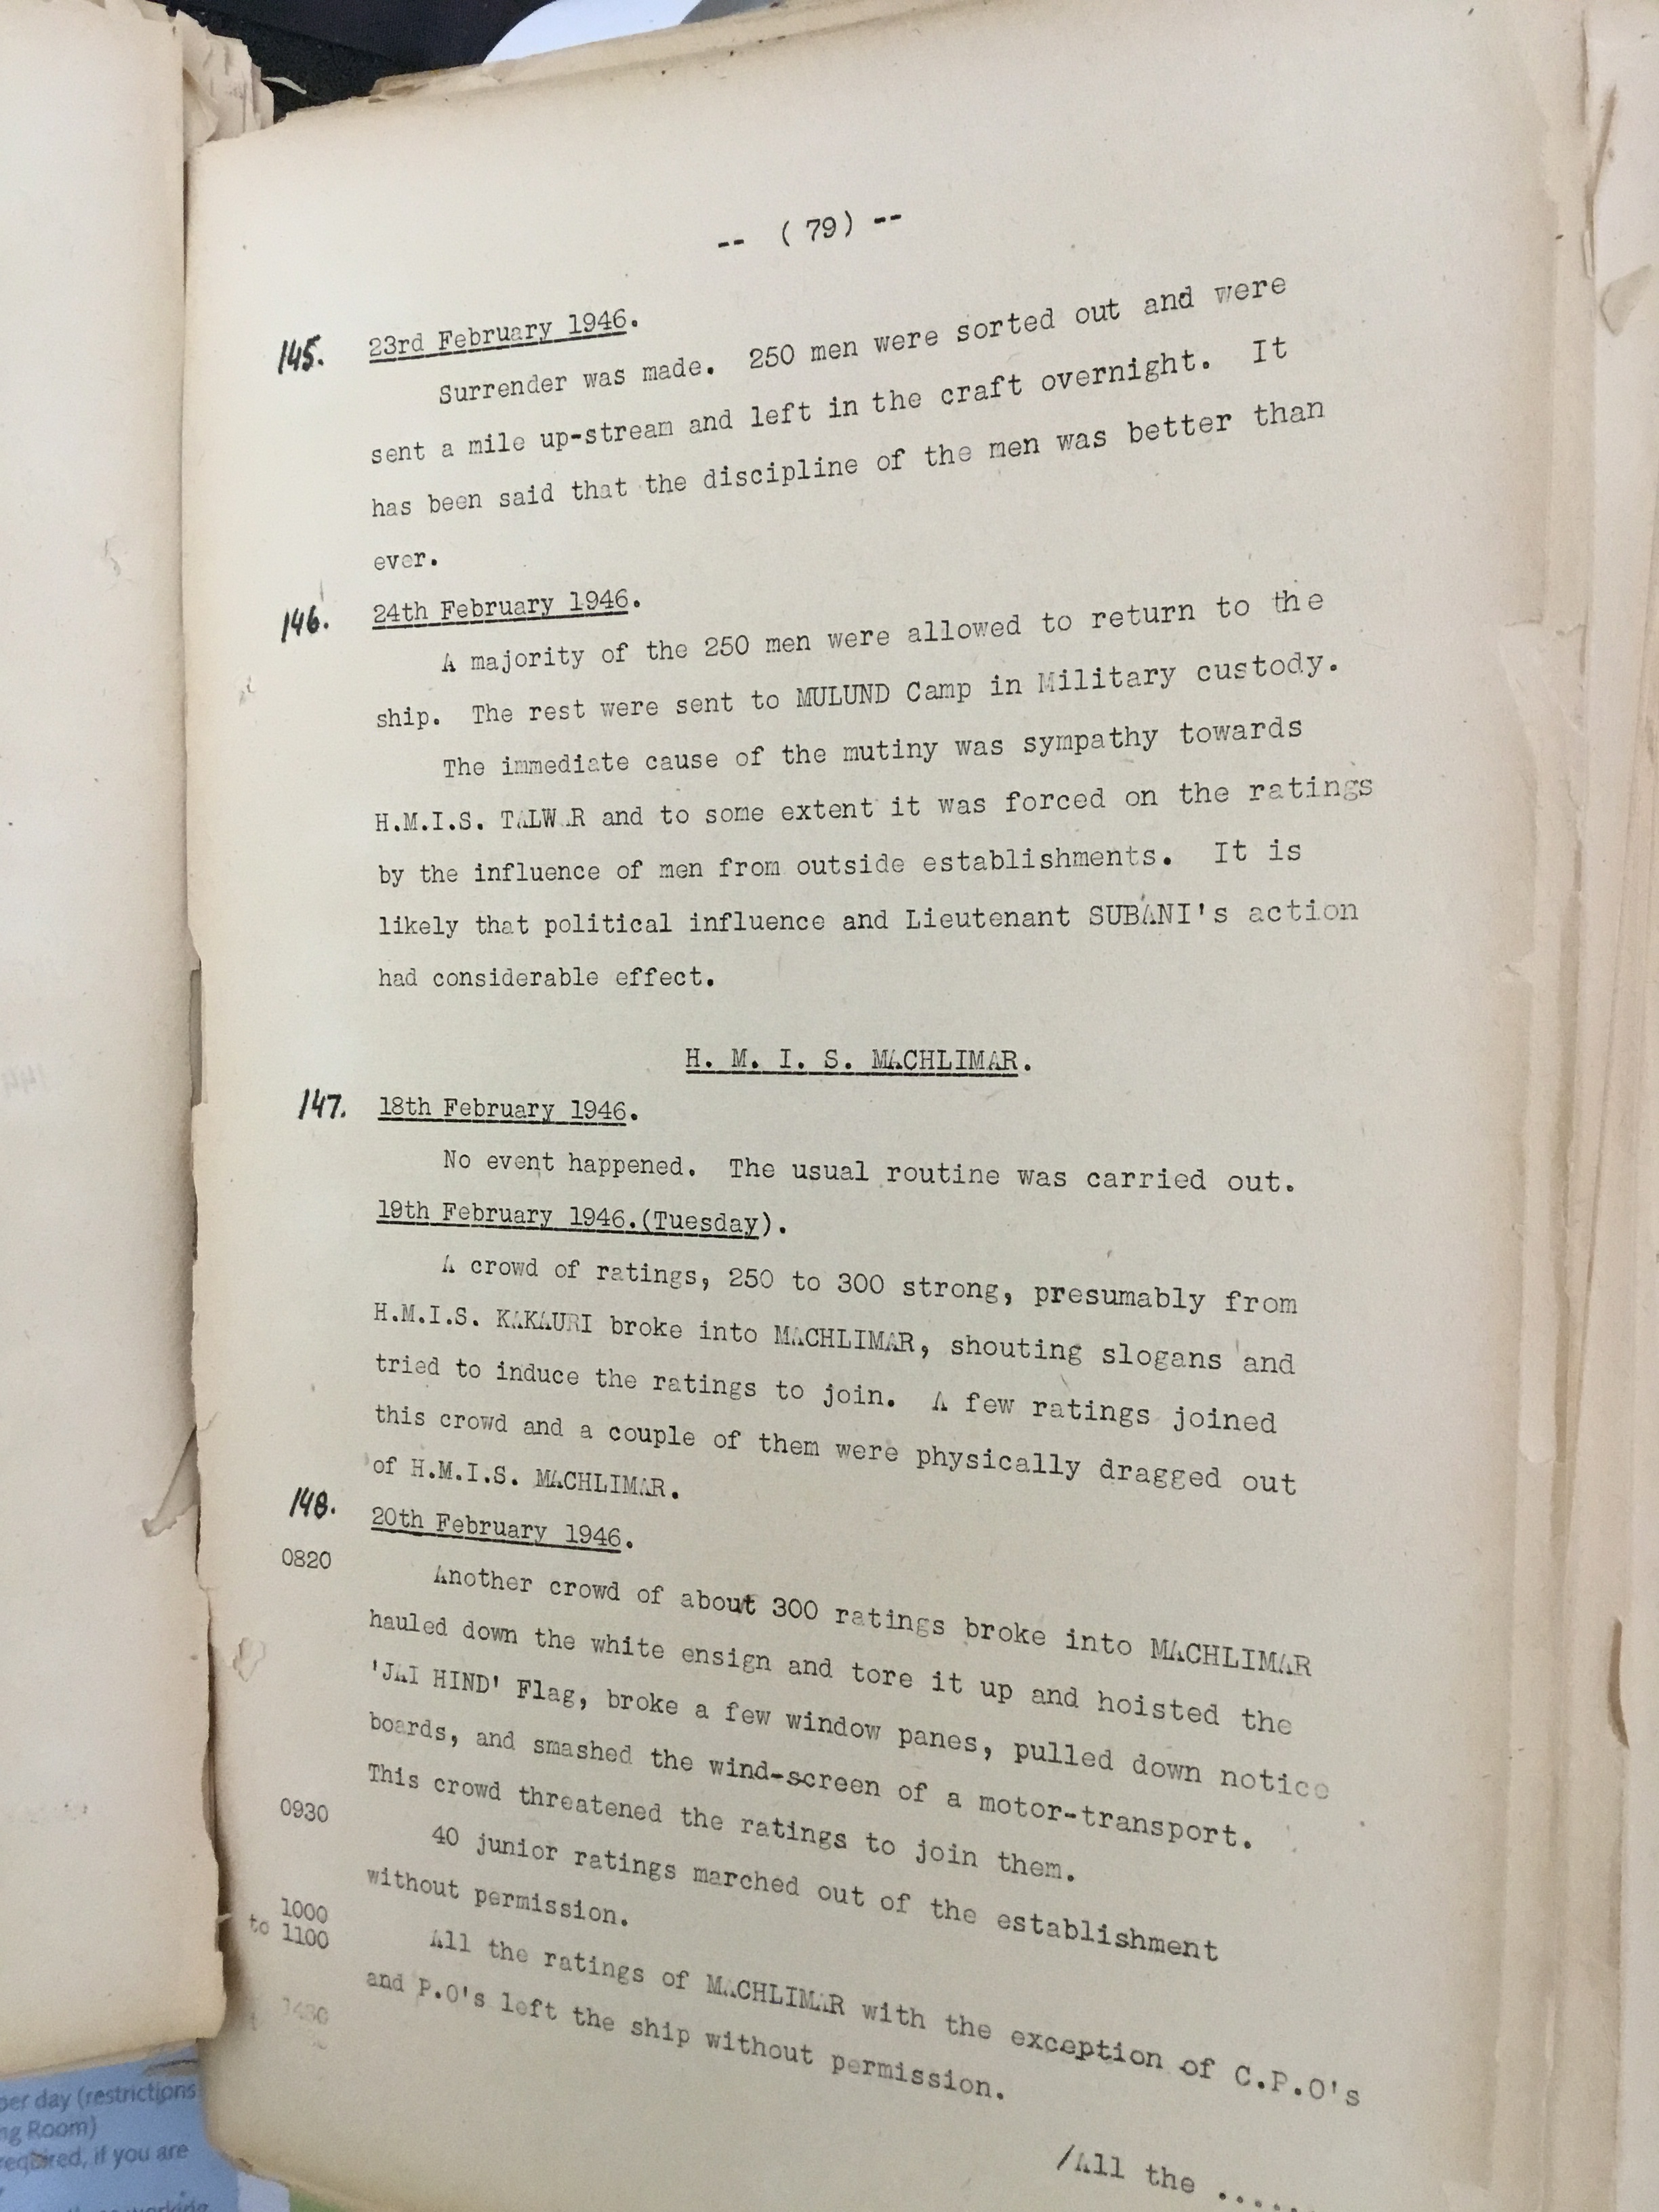 -- ( 79) --
145. 23rd February 1946.
Surrender was made. 250 men were sorted out and were
sent a mile up-stream and left in the craft overnight. It
has been said that the discipline of the men was better than
ever.
146. 24th February 1946.
A majority of the 250 men were allowed to return to the
ship. The rest were sent to MULUND Camp in Military custody.
The immediate cause of the mutiny was sympathy towards
H.M.I.S. TALWAR and to some extent it was forced on the ratings
by the influence of men from outside establishments. It is
likely that political influence and Lieutenant SUBANI's action
had considerable effect.
H. M. I. S. MACHLIMAR.
147. 18th February 1946.
No event happened. The usual routine was carried out.
19th February 1946.(Tuesday).
A crowd of ratings, 250 to 300 strong, presumably from
H.M.I.S. KAKAURI broke into MACHLIMAR, shouting slogans and
tried to induce the ratings to join. A few ratings joined
this crowd and a couple of them were physically dragged out
of H.M.I.S. MACHLIMAR.
148. 20th February 1946.
0820 Another crowd of about 300 ratings broke into MACHLIMAR
hauled down the white ensign and tore it up and hoisted the
'JAI HIND' Flag, broke a few window panes, pulled down notice
boards, and smashed the wind-screen of a motor-transport.
This crowd threatened the ratings to join them.
0930 40 junior ratings marched out of the establishment
without permission.
1000
to 1100 All the ratings of MACHLIMAR with the exception of C.P.O's
and P.O's left the ship without permission.
/All the ......
per day (restrictions
Room)
required, if you are
working